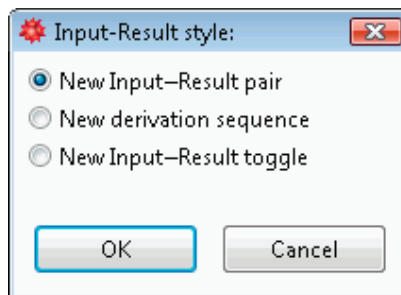 Input-Result style:
New Input—Result pair
New derivation sequence
New Input—Result toggle
OK Cancel